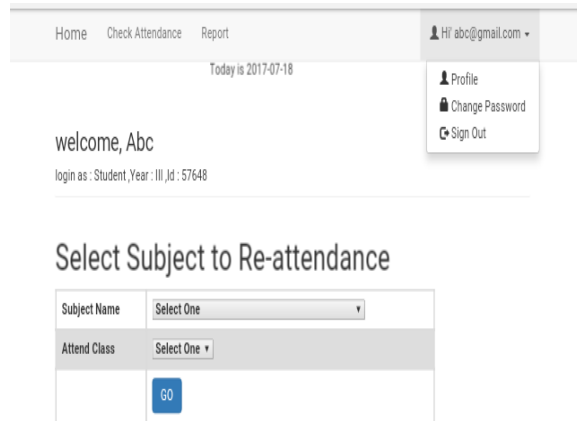 Home Check Attendance Report Hi' abc@gmail.com
Today is 2017-07-18
Profile
Change Password
Sign Out
welcome, Abc
login as : Student ,Year : III ,Id : 57648
Select Subject to Re-attendance
Subject Name Select One
Attend Class Select One
GO